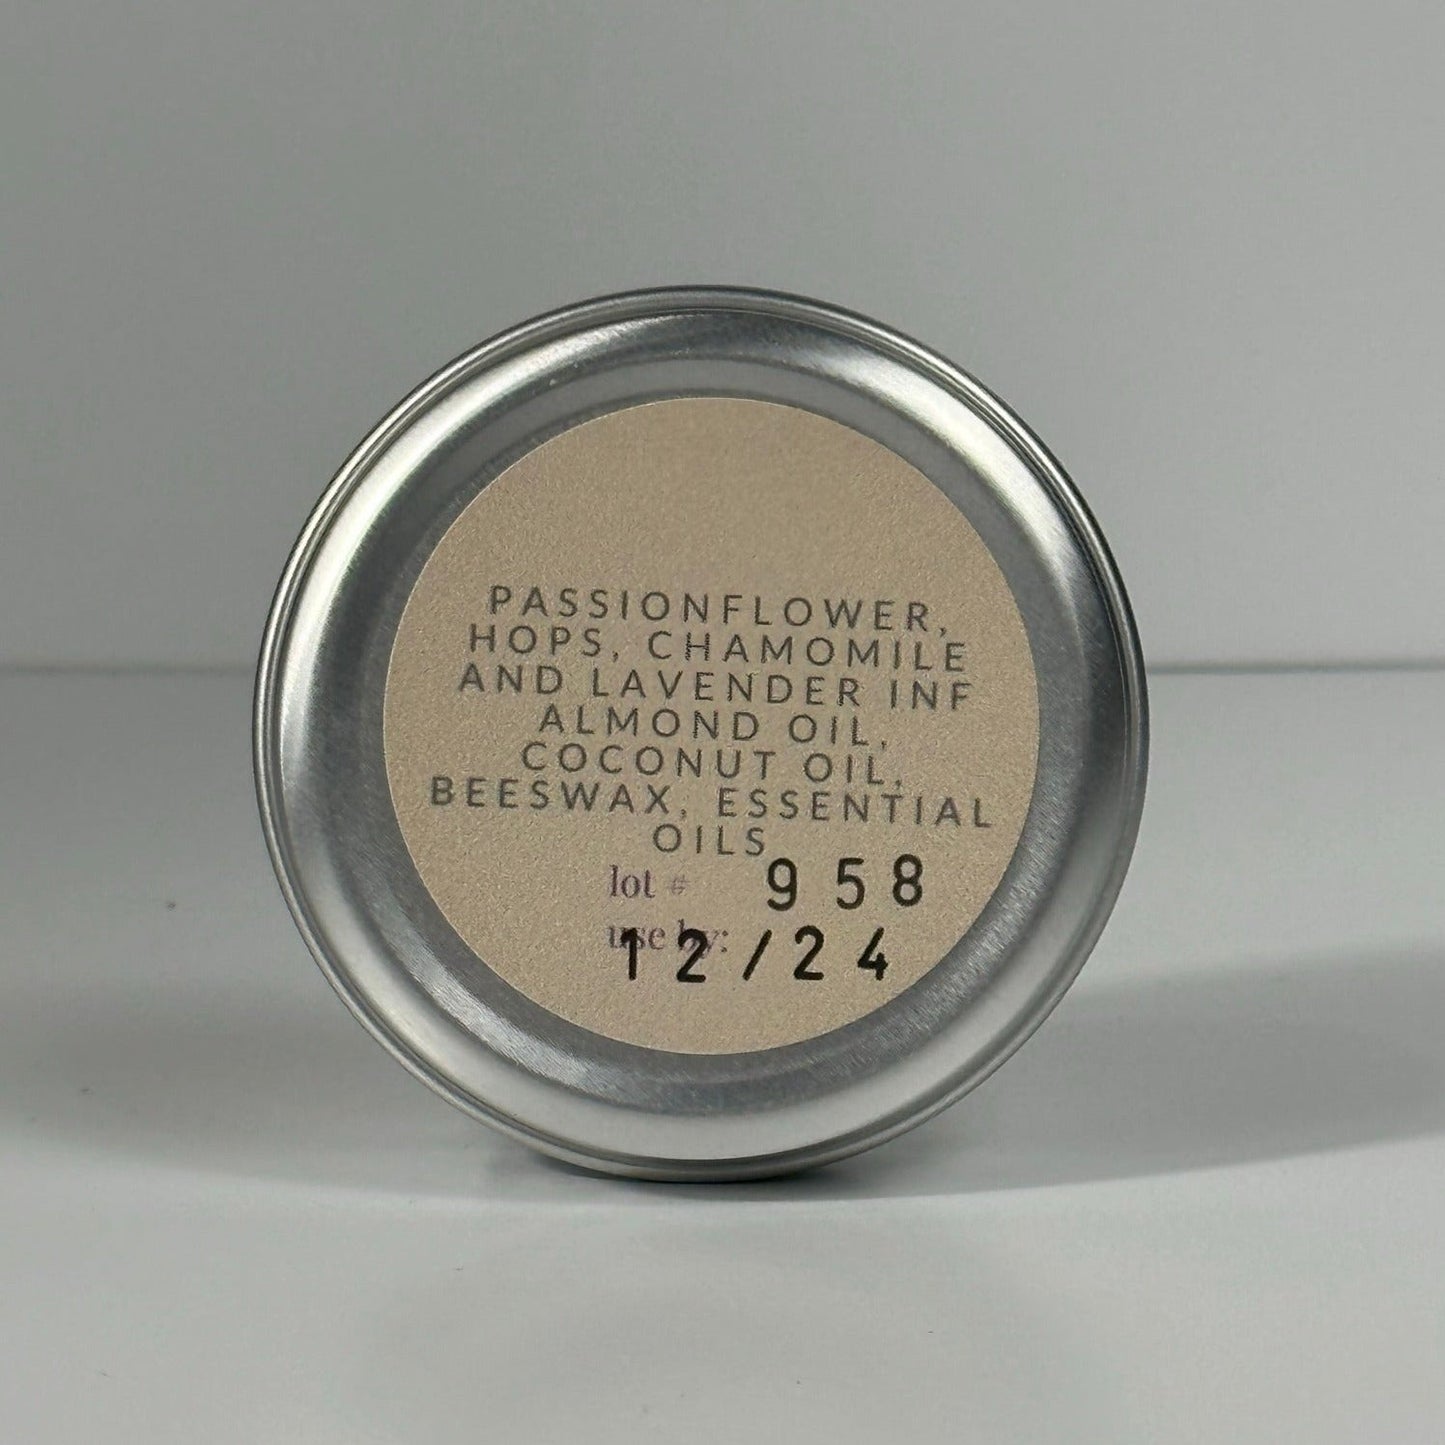 PASSIONFLOWER,
HOPS, CHAMOMILE
AND LAVENDER INF
ALMOND OIL,
COCONUT OIL,
BEESWAX, ESSENTIAL
OILS
lot # 958
use by:
12/24